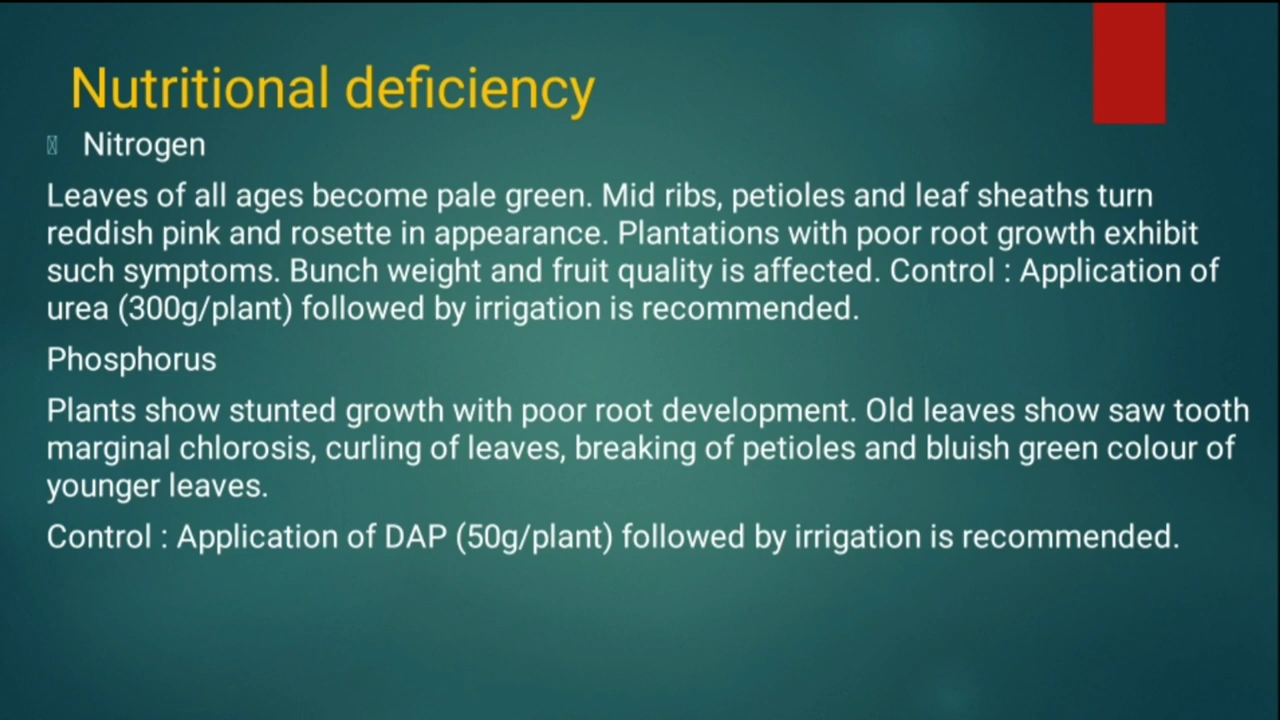 Nutritional deficiency
Nitrogen
Leaves of all ages become pale green. Mid ribs, petioles and leaf sheaths turn
reddish pink and rosette in appearance. Plantations with poor root growth exhibit
such symptoms. Bunch weight and fruit quality is affected. Control : Application of
urea (300g/plant) followed by irrigation is recommended.
Phosphorus
Plants show stunted growth with poor root development. Old leaves show saw tooth
marginal chlorosis, curling of leaves, breaking of petioles and bluish green colour of
younger leaves.
Control : Application of DAP (50g/plant) followed by irrigation is recommended.